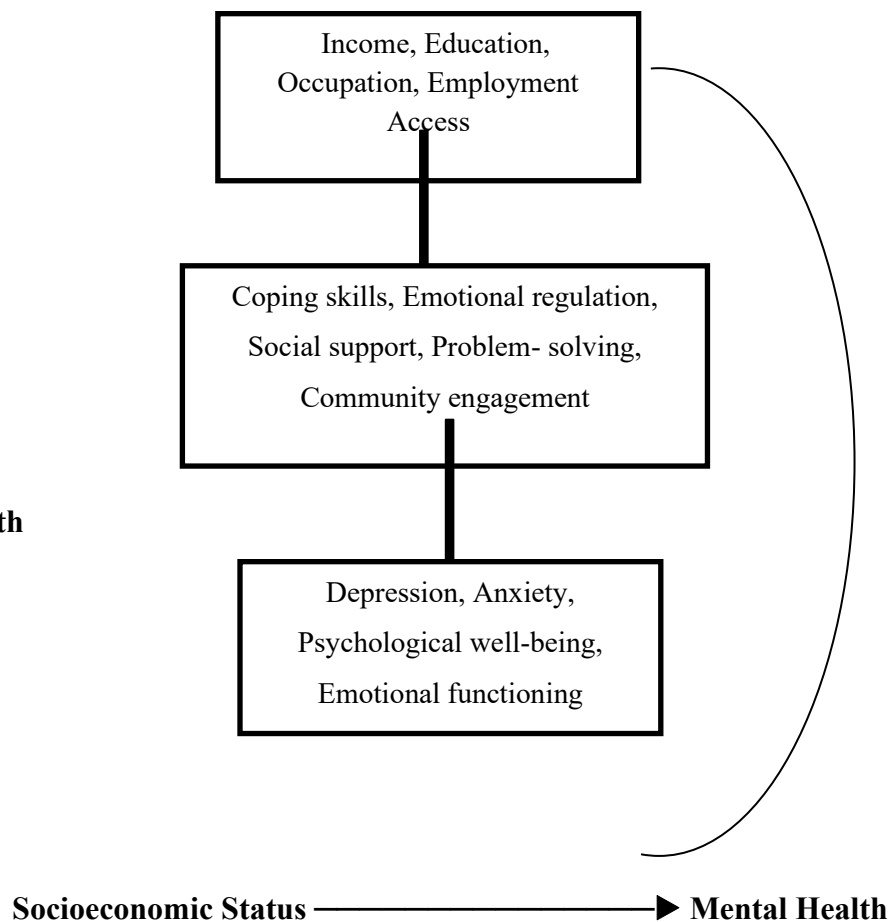 Income, Education,
Occupation, Employment
Access
Coping skills, Emotional regulation,
Social support, Problem- solving,
Community engagement
th
Depression, Anxiety,
Psychological well-being,
Emotional functioning
Socioeconomic Status
Mental Health